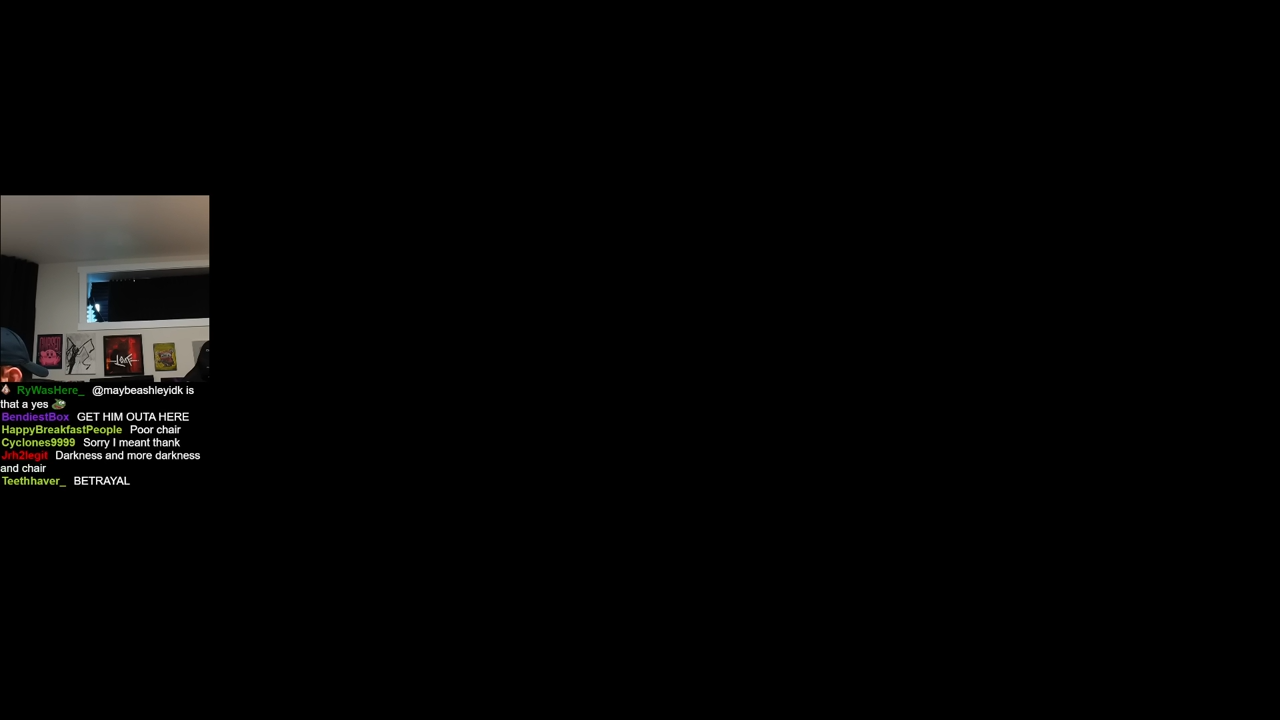 RyWasHere_ @maybeashleyidk is
that a yes
BendiestBox GET HIM OUTA HERE
HappyBreakfastPeople Poor chair
Cyclones9999 Sorry I meant thank
Jrh2legit Darkness and more darkness
and chair
Teethhaver_ BETRAYAL